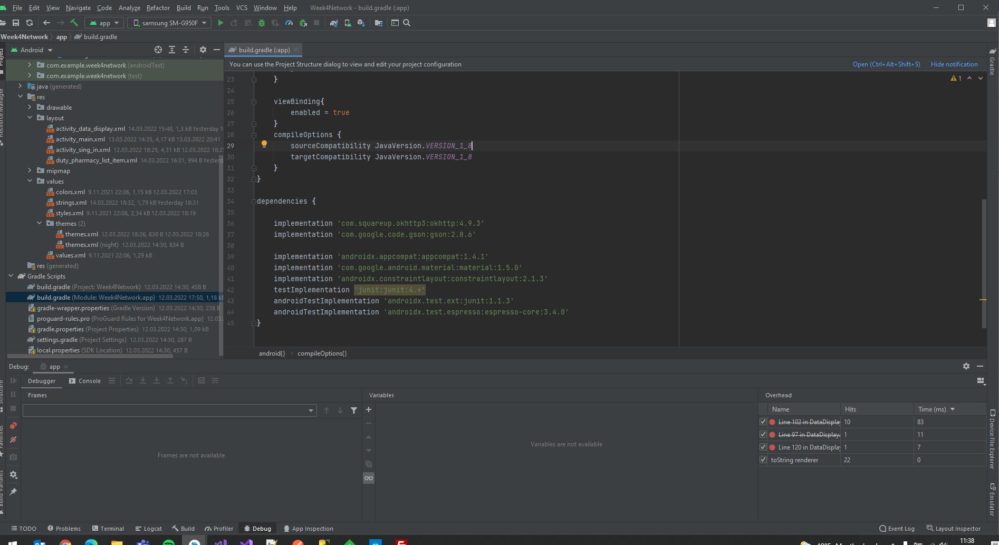 File Edit View Navigate Code Analyze Refactor Build Run Tools VCS Window Help Week4Network - build.gradle (:app)
app samsung SM-G950F
Week4Network app build.gradle
Android
build.gradle (:app)
You can use the Project Structure dialog to view and edit your project configuration Open (Ctrl+Alt+Shift+S) Hide notification
com.example.week4network (androidTest)
com.example.week4network (test)
java (generated)
res
drawable
layout
activity_data_display.xml 14.03.2022 15:48, 1,3 kB Yesterday 1
activity_main.xml 13.03.2022 14:35, 4,17 kB 13.03.2022 20:41
activity_sing_in.xml 12.03.2022 18:25, 4,31 kB 12.03.2022 18:2
duty_pharmacy_list_item.xml 14.03.2022 16:31, 994 B Yesterd
mipmap
values
colors.xml 9.11.2021 22:06, 1,15 kB 12.03.2022 17:03
strings.xml 14.03.2022 18:32, 1,79 kB Yesterday 18:31
styles.xml 9.11.2021 22:06, 2,34 kB 12.03.2022 18:19
themes (2)
themes.xml 12.03.2022 18:26, 830 B 12.03.2022 18:26
themes.xml (night) 12.03.2022 14:30, 834 B
values.xml 9.11.2021 22:06, 1,29 kB
res (generated)
Gradle Scripts
build.gradle (Project: Week4Network) 12.03.2022 14:30, 458 B
build.gradle (Module: Week4Network.app) 12.03.2022 17:50, 1,18 k
gradle-wrapper.properties (Gradle Version) 12.03.2022 14:30, 238 B
proguard-rules.pro (ProGuard Rules for Week4Network.app) 12.03.
gradle.properties (Project Properties) 12.03.2022 14:30, 1,09 kB
settings.gradle (Project Settings) 12.03.2022 14:30, 287 B
local.properties (SDK Location) 12.03.2022 14:30, 457 B
1
23 }
24
25 viewBinding{
26 enabled = true
27 }
28 compileOptions {
29 sourceCompatibility JavaVersion.VERSION_1_8
30 targetCompatibility JavaVersion.VERSION_1_8
31 }
32 }
33
34 dependencies {
35
36 implementation 'com.squareup.okhttp3:okhttp:4.9.3'
37 implementation 'com.google.code.gson:gson:2.8.6'
38
39 implementation 'androidx.appcompat:appcompat:1.4.1'
40 implementation 'com.google.android.material:material:1.5.0'
41 implementation 'androidx.constraintlayout:constraintlayout:2.1.3'
42 testImplementation 'junit:junit:4.+'
43 androidTestImplementation 'androidx.test.ext:junit:1.1.3'
44 androidTestImplementation 'androidx.test.espresso:espresso-core:3.4.0'
45 }
android{} compileOptions{}
Project
Resource Manager
Structure
Favorites
Build Variants
Gradle
Device File Explorer
Emulator
Debug: app
Debugger Console
Frames Variables Overhead
Name Hits Time (ms)
Line 102 in DataDispla 10 83
Line 97 in DataDisplay 1 11
Line 120 in DataDispla 1 7
toString renderer 22 0
Frames are not available
Variables are not available
TODO Problems Terminal Logcat Build Profiler Debug App Inspection Event Log Layout Inspector
11:38